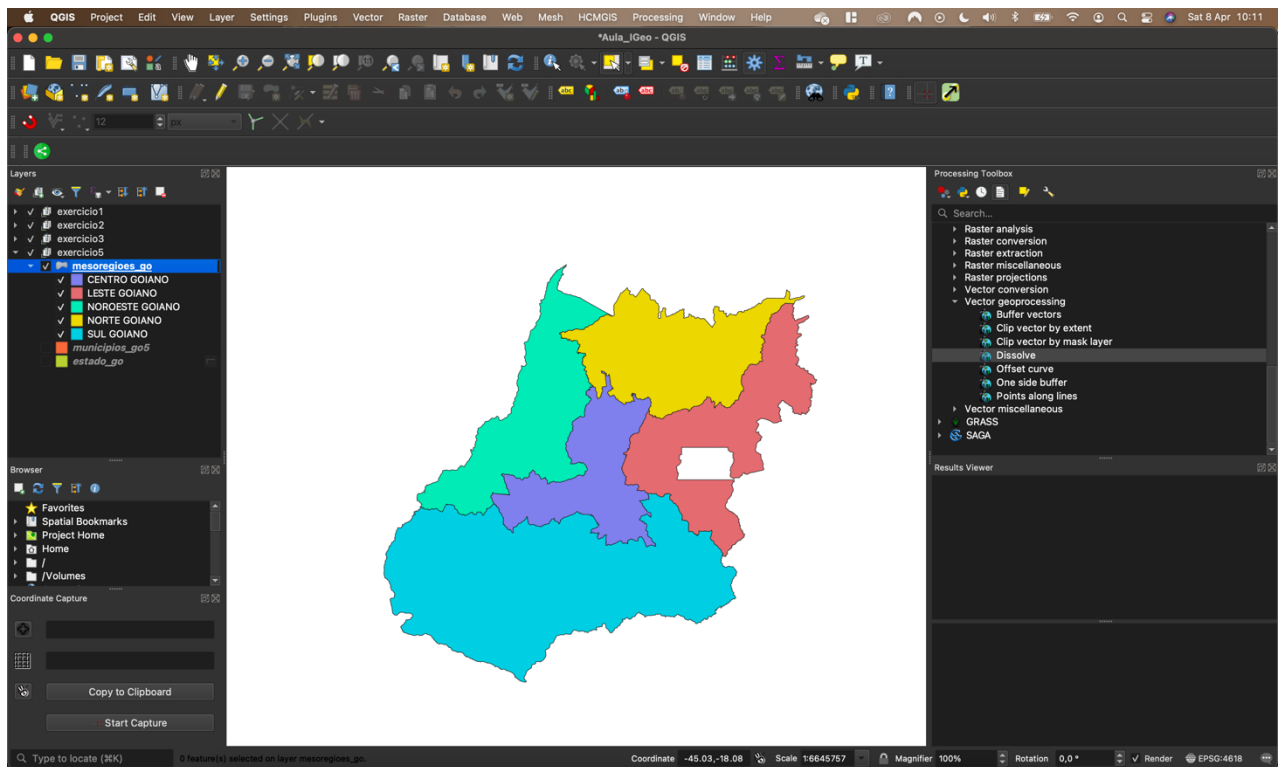 QGIS Project Edit View Layer Settings Plugins Vector Raster Database Web Mesh HCMGIS Processing Window Help Sat 8 Apr 10:11
*Aula_IGeo - QGIS
12 px
Layers
exercicio1
exercicio2
exercicio3
exercicio5
mesoregioes_go
CENTRO GOIANO
LESTE GOIANO
NOROESTE GOIANO
NORTE GOIANO
SUL GOIANO
municipios_go5
estado_go
Browser
Favorites
Spatial Bookmarks
Project Home
Home
/
/Volumes
Coordinate Capture
Copy to Clipboard
Start Capture
Processing Toolbox
Search...
Raster analysis
Raster conversion
Raster extraction
Raster miscellaneous
Raster projections
Vector conversion
Vector geoprocessing
Buffer vectors
Clip vector by extent
Clip vector by mask layer
Dissolve
Offset curve
One side buffer
Points along lines
Vector miscellaneous
GRASS
SAGA
Results Viewer
Type to locate (⌘K) 0 feature(s) selected on layer mesoregioes_go. Coordinate -45.03,-18.08 Scale 1:6645757 Magnifier 100% Rotation 0,0 ° Render EPSG:4618